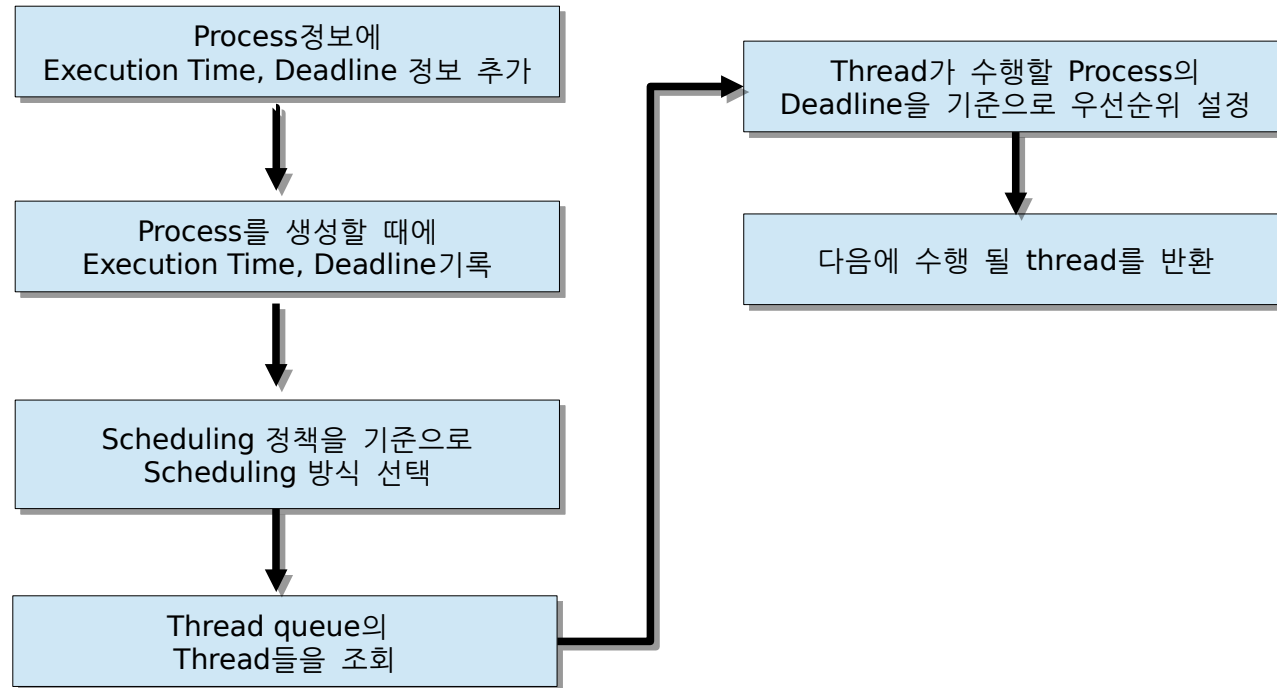 Process정보에
Execution Time, Deadline 정보 추가
Process를 생성할 때에
Execution Time, Deadline기록
Scheduling 정책을 기준으로
Scheduling 방식 선택
Thread queue의
Thread들을 조회
Thread가 수행할 Process의
Deadline을 기준으로 우선순위 설정
다음에 수행 될 thread를 반환